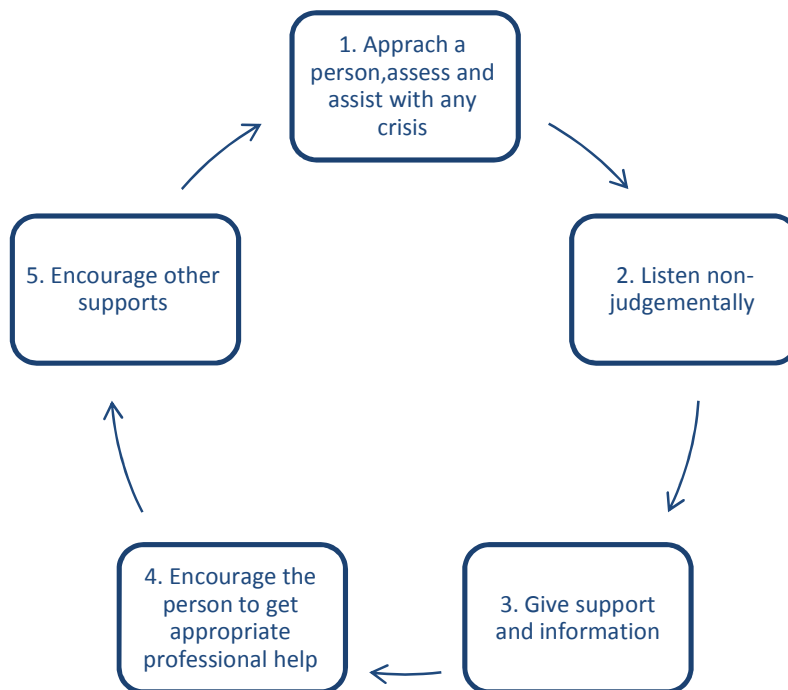 1. Apprach a
person,assess and
assist with any
crisis
2. Listen non-
judgementally
3. Give support
and information
4. Encourage the
person to get
appropriate
professional help
5. Encourage other
supports